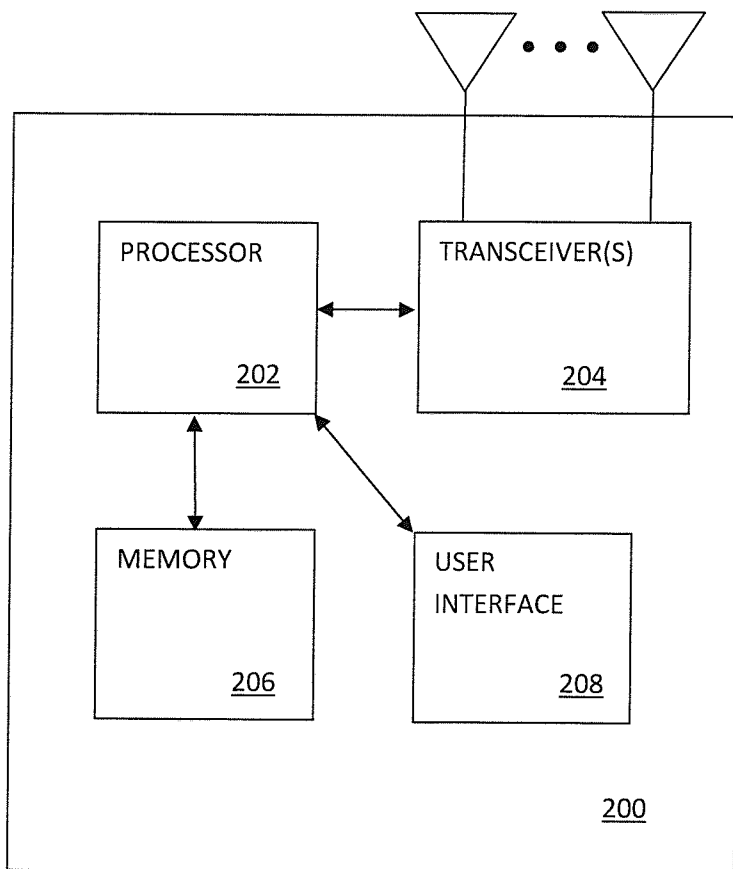 PROCESSOR
202
TRANSCEIVER(S)
204
MEMORY
206
USER
INTERFACE
208
200